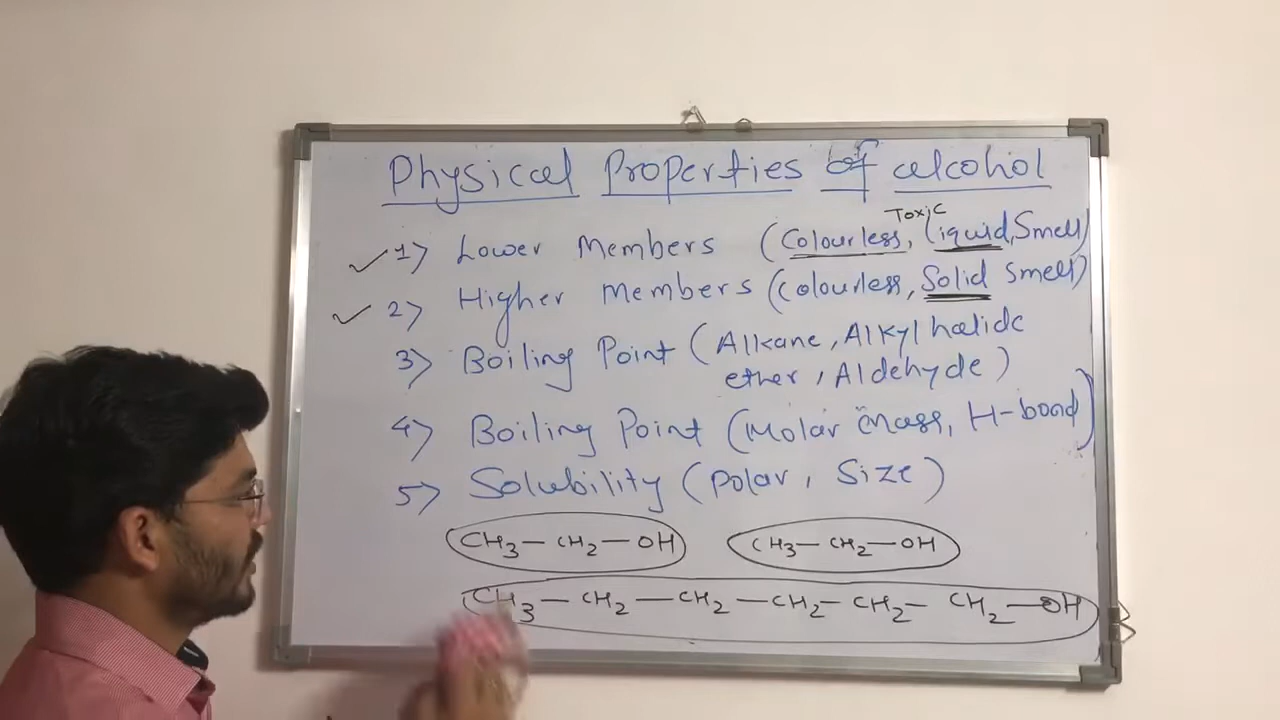 Physical Properties of alcohol
Toxic
✓ 1) Lower Members (Colourless, liquid, Smell)
✓ 2) Higher Members (Colourless, Solid Smell)
3) Boiling Point (Alkane, Alkyl halide
ether, Aldehyde)
4) Boiling Point (Molar Mass, H-bond)
5) Solubility (Polar, Size)
CH3 — CH2 — OH CH3 — CH2 — OH
CH3 — CH2 — CH2 — CH2 — CH2 — CH2 — OH